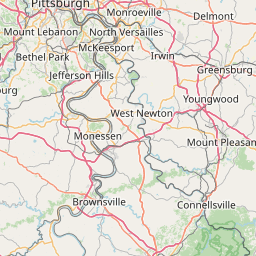 Pittsburgh
Monroeville
Delmont
Mount Lebanon
North Versailles
McKeesport
Bethel Park
Irwin
Greensburg
Jefferson Hills
Youngwood
West Newton
Monessen
Mount Pleasan
Brownsville
Connellsville